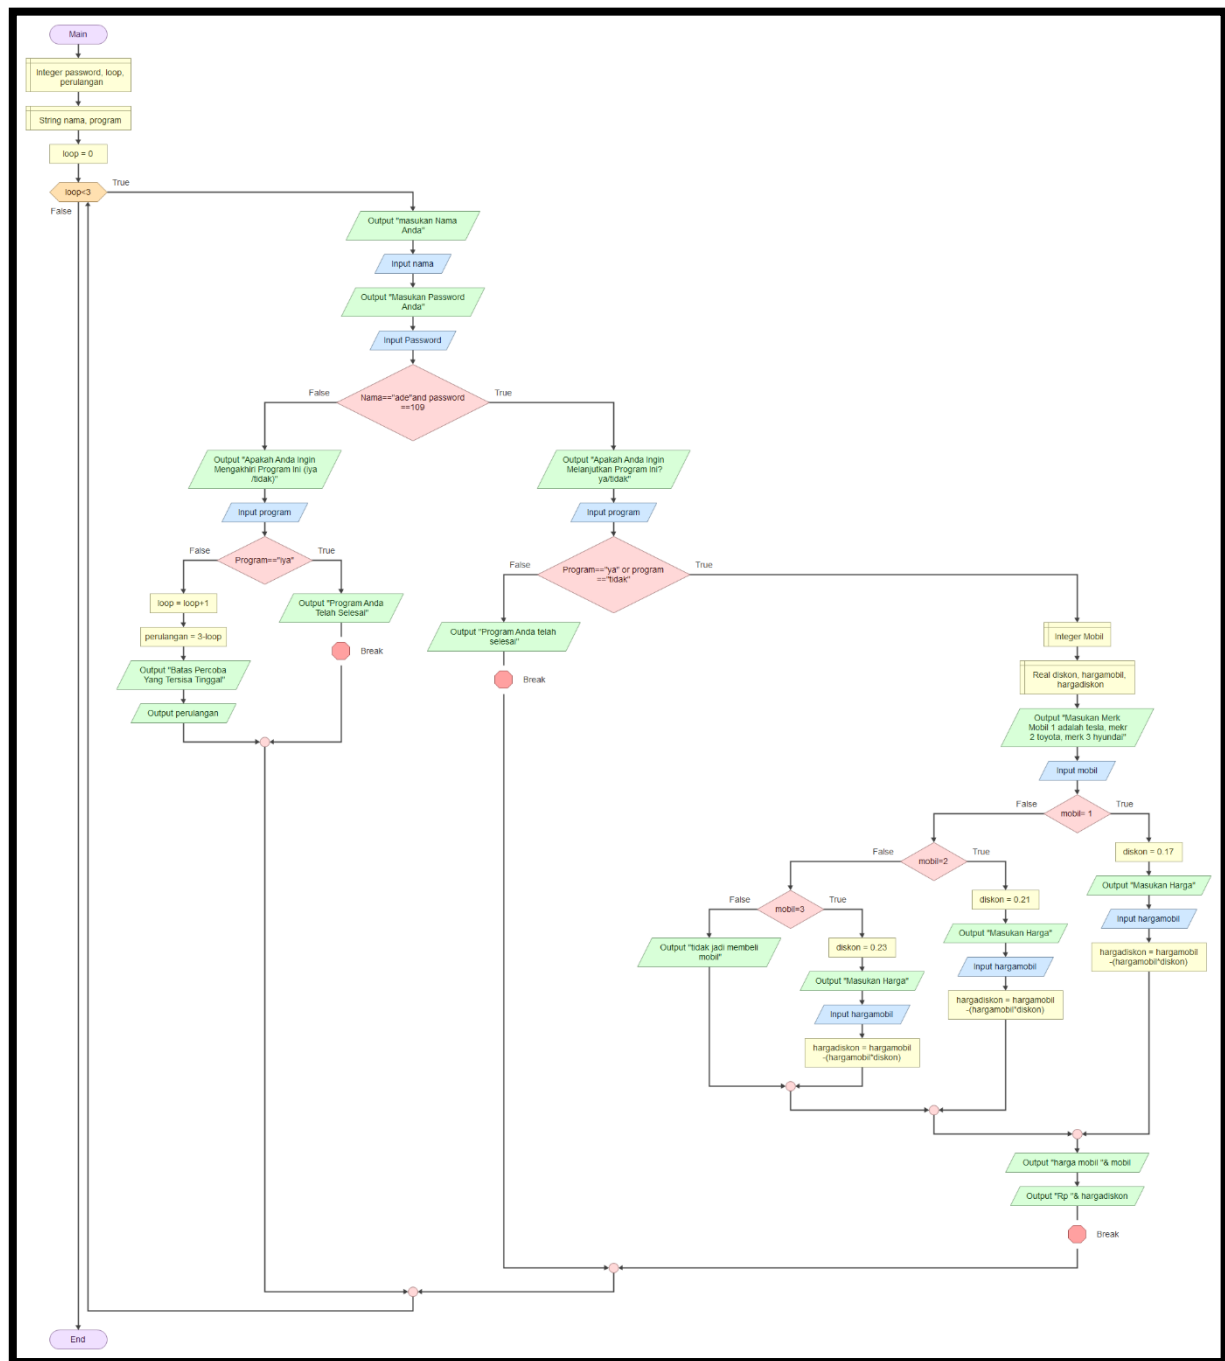 Main
Integer password, loop,
perulangan
String nama, program
loop = 0
loop<3
True
False
Output "masukan Nama
Anda"
Input nama
Output "Masukan Password
Anda"
Input Password
Nama=="ade"and password
==109
False
True
Output "Apakah Anda Ingin
Mengakhiri Program Ini (iya
/tidak)"
Input program
Program=="iya"
False
True
loop = loop+1
perulangan = 3-loop
Output "Batas Percoba
Yang Tersisa Tinggal"
Output perulangan
Output "Program Anda
Telah Selesai"
Break
Output "Apakah Anda Ingin
Melanjutkan Program Ini?
ya/tidak"
Input program
Program=="ya" or program
=="tidak"
False
True
Output "Program Anda telah
selesai"
Break
Integer Mobil
Real diskon, hargamobil,
hargadiskon
Output "Masukan Merk
Mobil 1 adalah tesla, mekr
2 toyota, merk 3 hyundai"
Input mobil
mobil= 1
False
True
diskon = 0.17
Output "Masukan Harga"
Input hargamobil
hargadiskon = hargamobil
-(hargamobil*diskon)
mobil=2
False
True
diskon = 0.21
Output "Masukan Harga"
Input hargamobil
hargadiskon = hargamobil
-(hargamobil*diskon)
mobil=3
False
True
Output "tidak jadi membeli
mobil"
diskon = 0.23
Output "Masukan Harga"
Input hargamobil
hargadiskon = hargamobil
-(hargamobil*diskon)
Output "harga mobil "& mobil
Output "Rp "& hargadiskon
Break
End